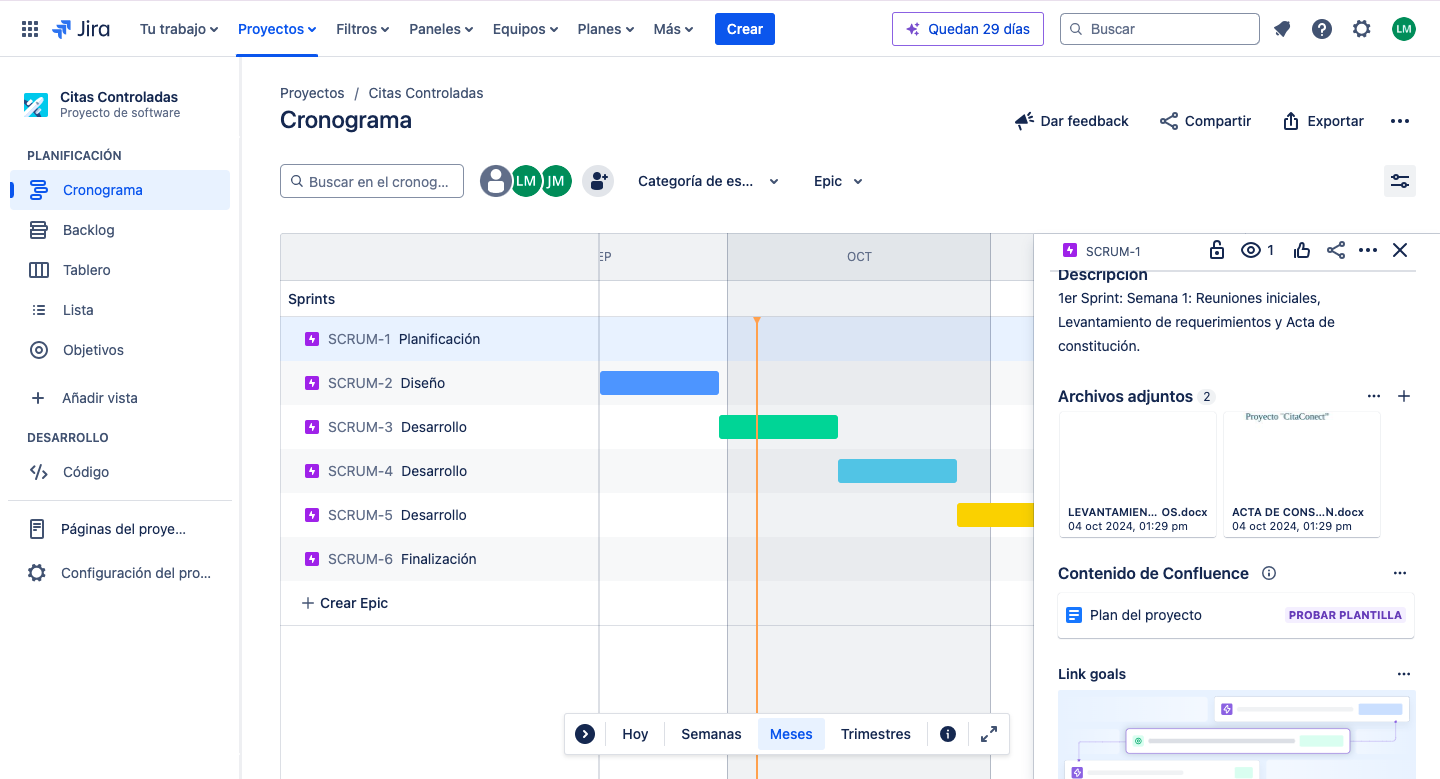 Jira
Tu trabajo
Proyectos
Filtros
Paneles
Equipos
Planes
Más
Crear
Quedan 29 días
Buscar
LM
Citas Controladas
Proyecto de software
PLANIFICACIÓN
Cronograma
Backlog
Tablero
Lista
Objetivos
Añadir vista
DESARROLLO
Código
Páginas del proye...
Configuración del pro...
Proyectos / Citas Controladas
Cronograma
Dar feedback
Compartir
Exportar
Buscar en el cronog...
LM
JM
Categoría de es...
Epic
EP
OCT
Sprints
SCRUM-1 Planificación
SCRUM-2 Diseño
SCRUM-3 Desarrollo
SCRUM-4 Desarrollo
SCRUM-5 Desarrollo
SCRUM-6 Finalización
Crear Epic
Hoy
Semanas
Meses
Trimestres
SCRUM-1
1
Descripción
1er Sprint: Semana 1: Reuniones iniciales,
Levantamiento de requerimientos y Acta de
constitución.
Archivos adjuntos 2
Proyecto "CitaConect"
LEVANTAMIEN... OS.docx
04 oct 2024, 01:29 pm
ACTA DE CONS...N.docx
04 oct 2024, 01:29 pm
Contenido de Confluence
Plan del proyecto
PROBAR PLANTILLA
Link goals